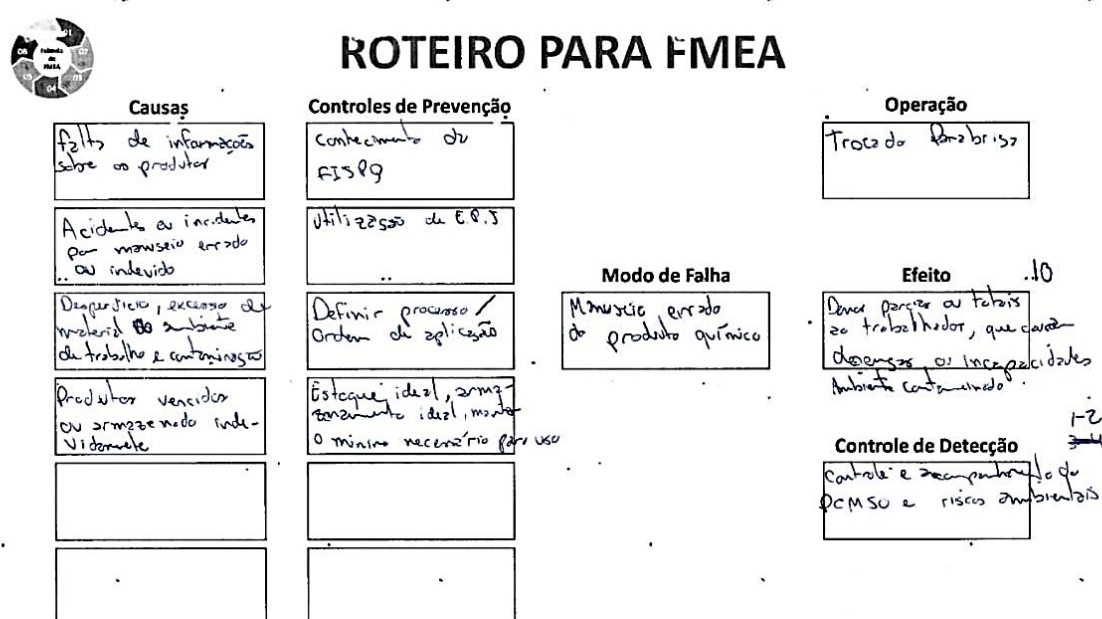 ROTEIRO PARA FMEA
Causas
falta de informações
sobre os produtos
Acidentes ou incidentes
por manuseio errado
ou indevido
Desperdício, excesso de
material ambiente
de trabalho e contaminação
Produtos vencidos
ou armazenado inde-
vidamente
Controles de Prevenção
Conhecimento da
FISPQ
Utilização de E.P.I
Definir processo /
Ordem de aplicação
Estoque ideal, arma-
zenamento ideal, manter
o mínimo necessário para uso
Modo de Falha
Manuseio errado
do produto químico
Operação
Troca do Parabrisa
Efeito
10
Danos parciais ou totais
ao trabalhador, que causam
doenças ou incapacidades
Ambiente contaminado
1-2
3-4
Controle de Detecção
Controle e acompanhamento do
PCMSO e riscos ambientais